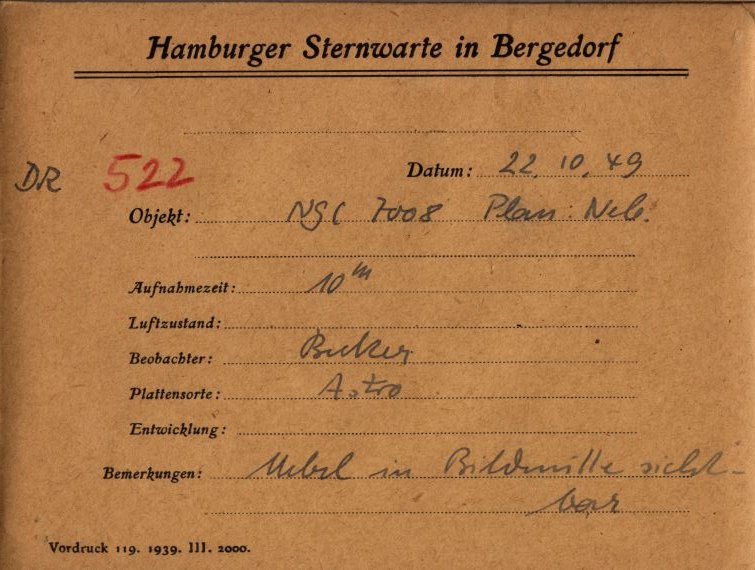 Hamburger Sternwarte in Bergedorf
DR 522 Datum: 22.10.49
Objekt: NGC 7008 Plan. Neb.
Aufnahmezeit: 10 m
Luftzustand:
Beobachter: Becker
Plattensorte: Astro
Entwicklung:
Bemerkungen: Nebel in Bildmitte sicht-
bar
Vordruck 119. 1939. III. 2000.